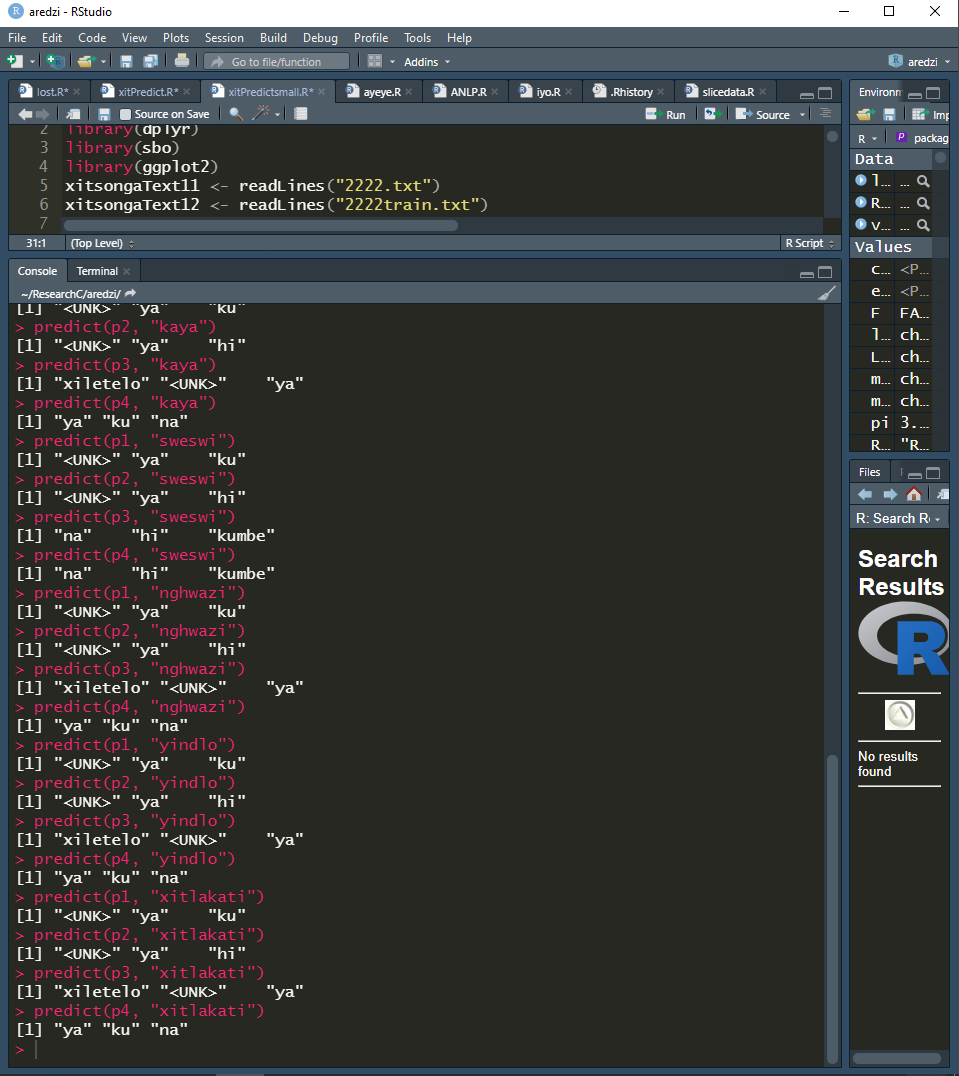 aredzi - RStudio
File Edit Code View Plots Session Build Debug Profile Tools Help
Go to file/function
Addins
aredzi
lost.R* xitPredict.R* xitPredictsmall.R* ayeye.R ANLP.R iyo.R .Rhistory slicedata.R
Source on Save
Run
Source
2 library(dplyr)
3 library(sbo)
4 library(ggplot2)
5 xitsongaText11 <- readLines("2222.txt")
6 xitsongaText12 <- readLines("2222train.txt")
7
31:1 (Top Level) R Script
Console Terminal
~/ResearchC/aredzi/
[1] "<UNK>" "ya" "ku"
> predict(p2, "kaya")
[1] "<UNK>" "ya" "hi"
> predict(p3, "kaya")
[1] "xiletelo" "<UNK>" "ya"
> predict(p4, "kaya")
[1] "ya" "ku" "na"
> predict(p1, "sweswi")
[1] "<UNK>" "ya" "ku"
> predict(p2, "sweswi")
[1] "<UNK>" "ya" "hi"
> predict(p3, "sweswi")
[1] "na" "hi" "kumbe"
> predict(p4, "sweswi")
[1] "na" "hi" "kumbe"
> predict(p1, "nghwazi")
[1] "<UNK>" "ya" "ku"
> predict(p2, "nghwazi")
[1] "<UNK>" "ya" "hi"
> predict(p3, "nghwazi")
[1] "xiletelo" "<UNK>" "ya"
> predict(p4, "nghwazi")
[1] "ya" "ku" "na"
> predict(p1, "yindlo")
[1] "<UNK>" "ya" "ku"
> predict(p2, "yindlo")
[1] "<UNK>" "ya" "hi"
> predict(p3, "yindlo")
[1] "xiletelo" "<UNK>" "ya"
> predict(p4, "yindlo")
[1] "ya" "ku" "na"
> predict(p1, "xitlakati")
[1] "<UNK>" "ya" "ku"
> predict(p2, "xitlakati")
[1] "<UNK>" "ya" "hi"
> predict(p3, "xitlakati")
[1] "xiletelo" "<UNK>" "ya"
> predict(p4, "xitlakati")
[1] "ya" "ku" "na"
>
Environm
Imp
R packag
Data
l...  ...
R...  ...
v...  ...
Values
c... <P...
e... <P...
F FA...
l... ch...
L... ch...
m... ch...
m... ch...
pi 3....
R... "R...
Files
R: Search Re
Search
Results
R
No results
found